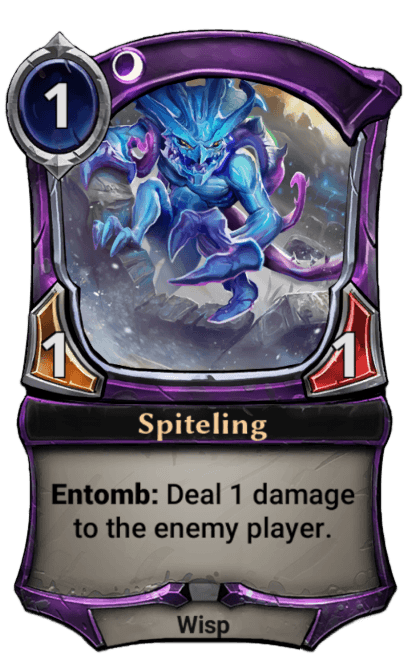 1
1
1
Spiteling
Entomb: Deal 1 damage
to the enemy player.
Wisp